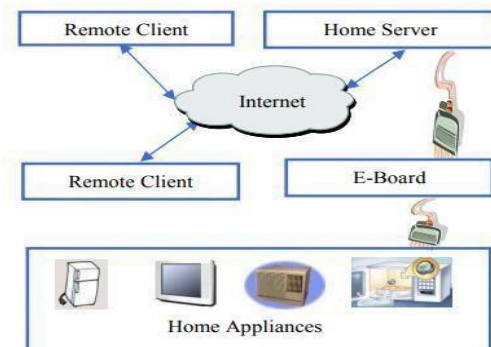 Remote Client
Home Server
Internet
Remote Client
E-Board
Home Appliances